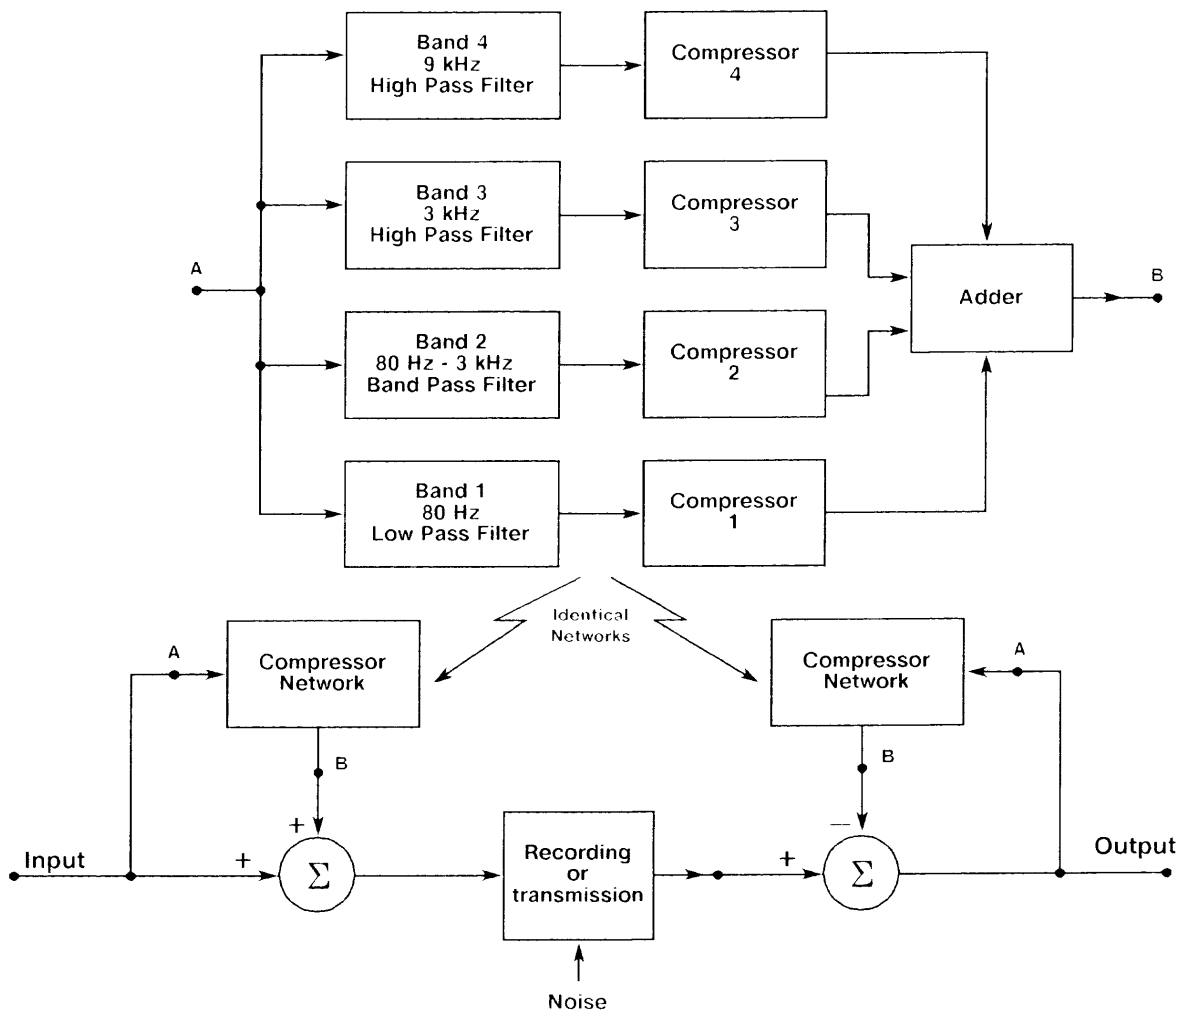 Band 4
9 kHz
High Pass Filter
Compressor
4
Band 3
3 kHz
High Pass Filter
Compressor
3
A
Adder
B
Band 2
80 Hz - 3 kHz
Band Pass Filter
Compressor
2
Band 1
80 Hz
Low Pass Filter
Compressor
1
Identical
Networks
A
Compressor
Network
B
Compressor
Network
A
B
+
−
Input
+
Σ
Recording
or
transmission
+
Σ
Output
Noise